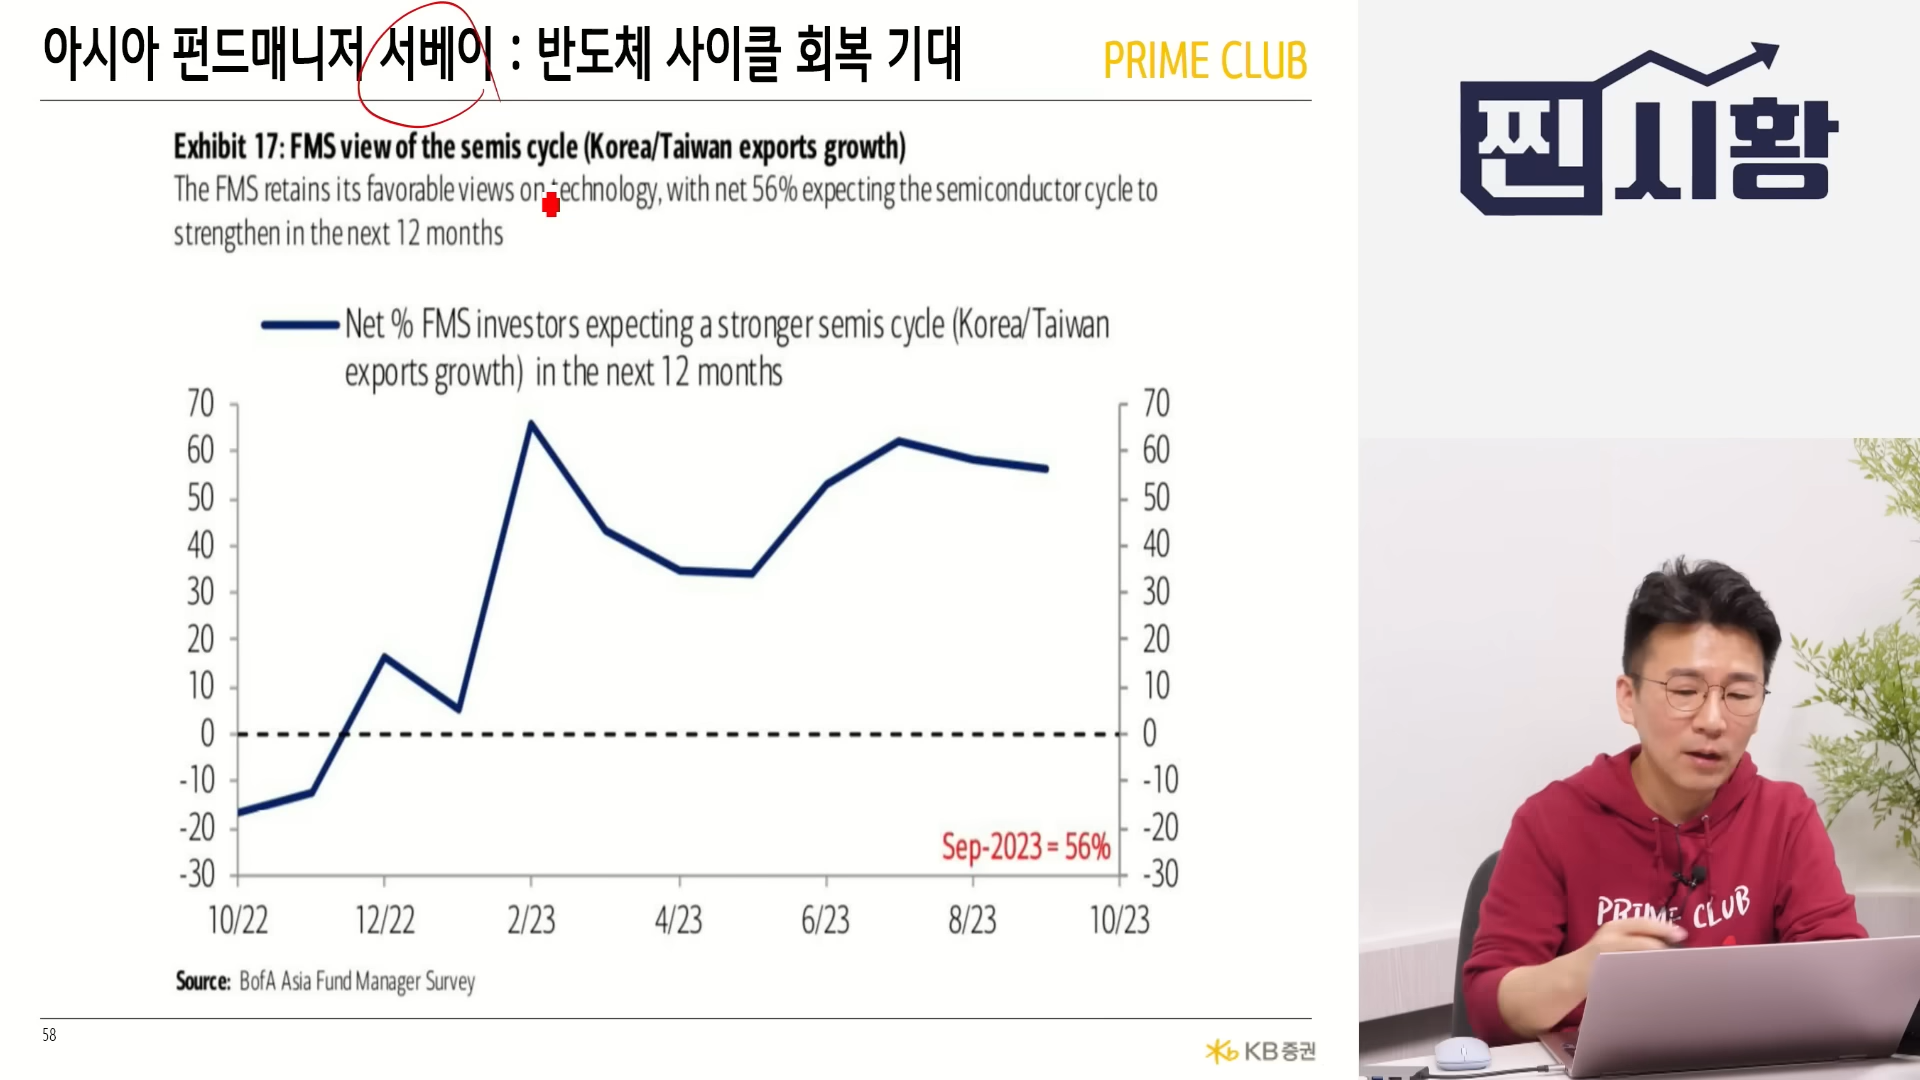 아시아 펀드매니저 서베이 : 반도체 사이클 회복 기대
PRIME CLUB
Exhibit 17: FMS view of the semis cycle (Korea/Taiwan exports growth)
The FMS retains its favorable views on technology, with net 56% expecting the semiconductor cycle to
strengthen in the next 12 months
Net % FMS investors expecting a stronger semis cycle (Korea/Taiwan
exports growth) in the next 12 months
70 70
60 60
50 50
40 40
30 30
20 20
10 10
0 0
-10 -10
-20 -20
-30 -30
Sep-2023 = 56%
10/22 12/22 2/23 4/23 6/23 8/23 10/23
Source: BofA Asia Fund Manager Survey
58
KB증권
찐시황
PRIME CLUB